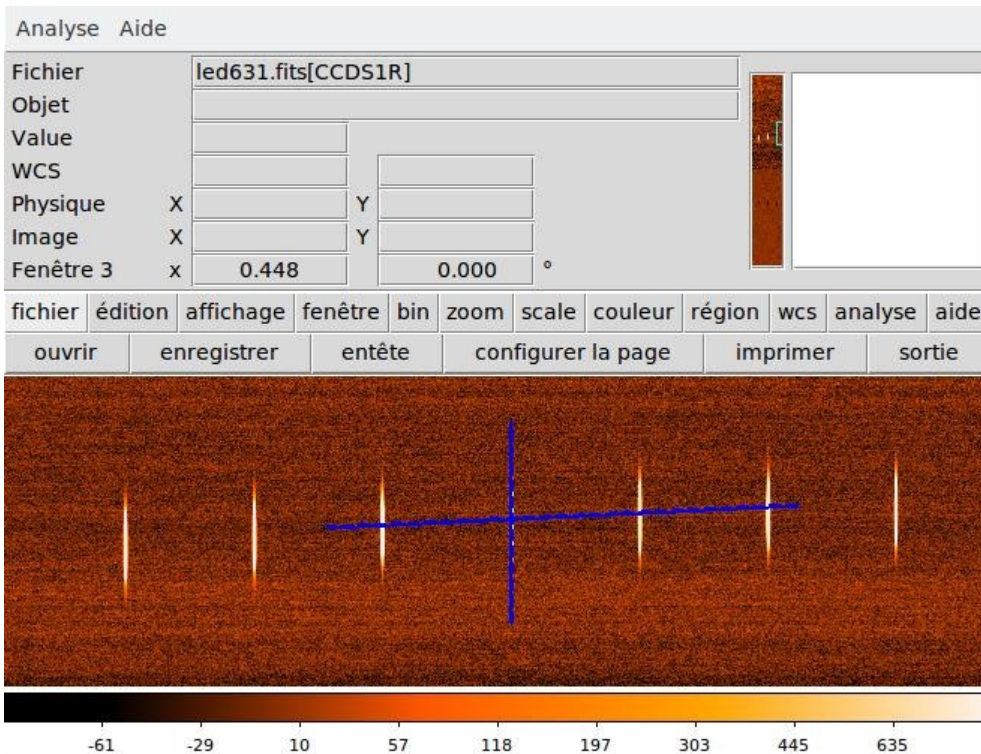 Analyse Aide
Fichier led631.fits[CCDS1R]
Objet
Value
WCS
Physique X Y
Image X Y
Fenêtre 3 x 0.448 0.000 °
fichier édition affichage fenêtre bin zoom scale couleur région wcs analyse aide
ouvrir enregistrer entête configurer la page imprimer sortie
-61 -29 10 57 118 197 303 445 635